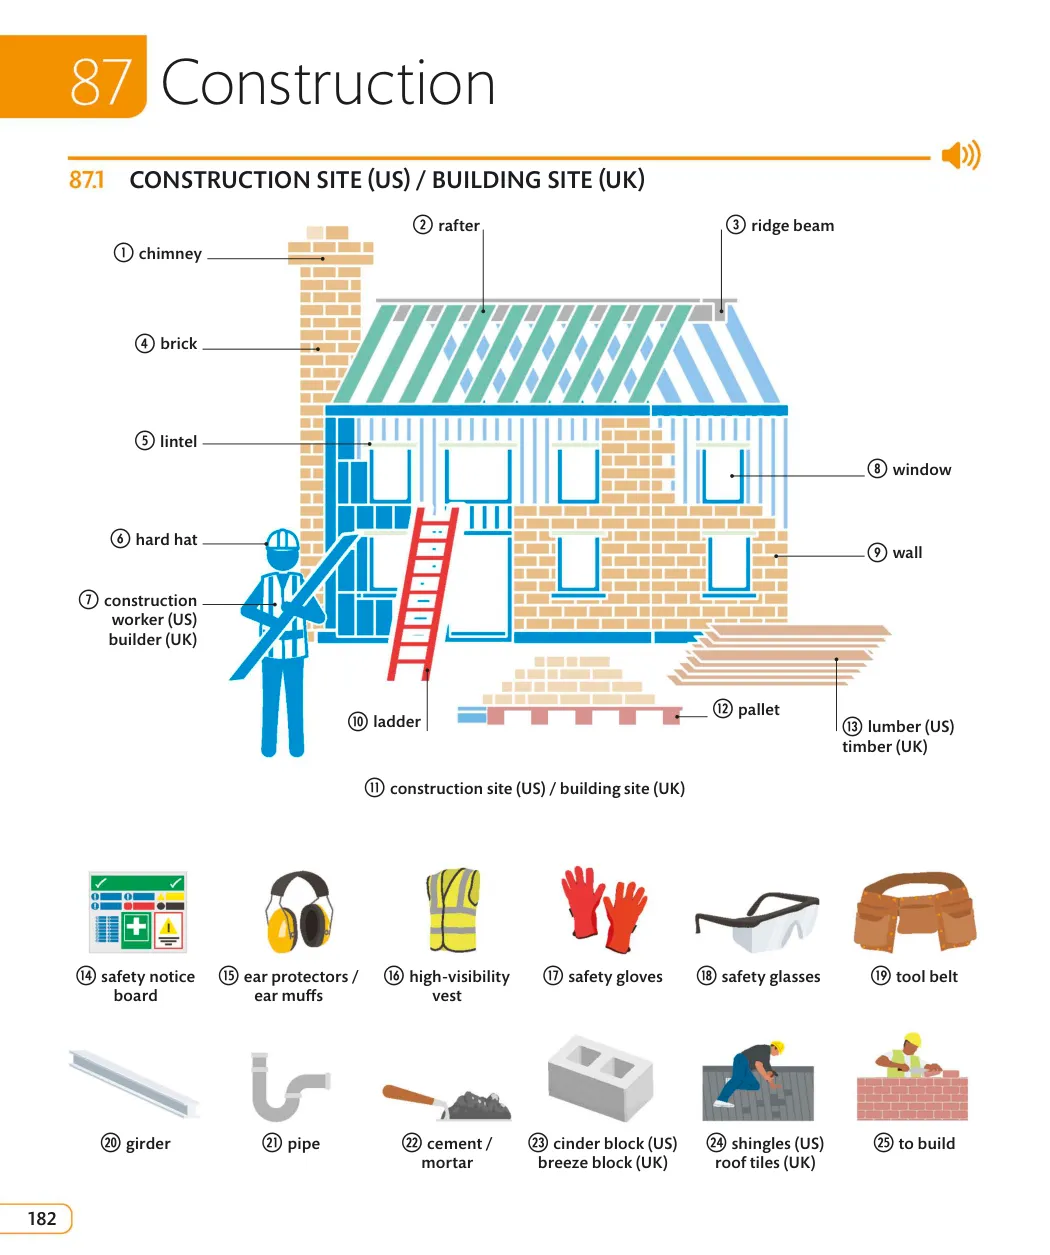 87 Construction
87.1 CONSTRUCTION SITE (US) / BUILDING SITE (UK)
① chimney
② rafter
③ ridge beam
④ brick
⑤ lintel
⑥ hard hat
⑦ construction
worker (US)
builder (UK)
⑧ window
⑨ wall
⑩ ladder
⑫ pallet
⑬ lumber (US)
timber (UK)
⑪ construction site (US) / building site (UK)
⑭ safety notice
board
⑮ ear protectors /
ear muffs
⑯ high-visibility
vest
⑰ safety gloves
⑱ safety glasses
⑲ tool belt
⑳ girder
㉑ pipe
㉒ cement /
mortar
㉓ cinder block (US)
breeze block (UK)
㉔ shingles (US)
roof tiles (UK)
㉕ to build
182